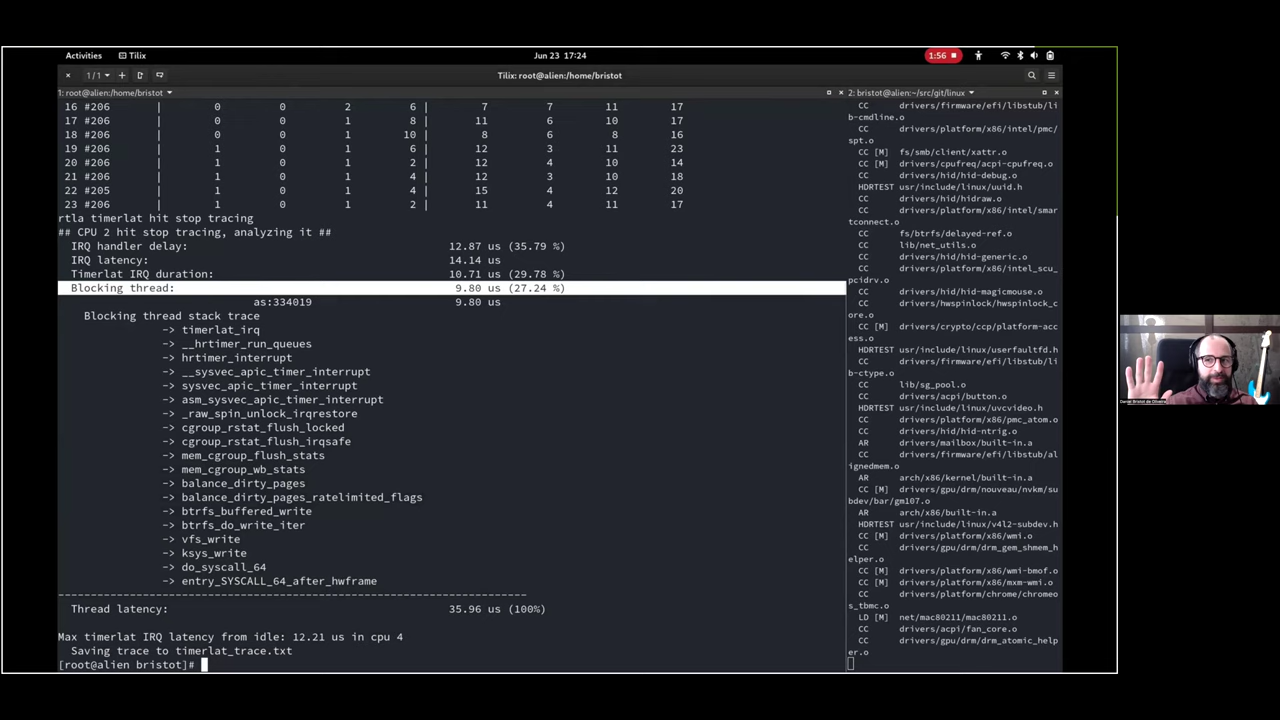 Activities Tilix Jun 23 17:24 1:56
1/1 Tilix: root@alien:/home/bristot
1: root@alien:/home/bristot
16 #206 | 0 0 2 6 | 7 7 11 17
17 #206 | 0 0 1 8 | 11 6 10 17
18 #206 | 0 0 1 10 | 8 6 8 16
19 #206 | 1 0 1 6 | 12 3 11 23
20 #206 | 1 0 1 2 | 12 4 10 14
21 #206 | 1 0 1 4 | 12 3 10 18
22 #205 | 1 0 1 4 | 15 4 12 20
23 #206 | 1 0 1 2 | 11 4 11 17
rtla timerlat hit stop tracing
## CPU 2 hit stop tracing, analyzing it ##
IRQ handler delay: 12.87 us (35.79 %)
IRQ latency: 14.14 us
Timerlat IRQ duration: 10.71 us (29.78 %)
Blocking thread: 9.80 us (27.24 %)
as:334019 9.80 us
Blocking thread stack trace
-> timerlat_irq
-> __hrtimer_run_queues
-> hrtimer_interrupt
-> __sysvec_apic_timer_interrupt
-> sysvec_apic_timer_interrupt
-> asm_sysvec_apic_timer_interrupt
-> _raw_spin_unlock_irqrestore
-> cgroup_rstat_flush_locked
-> cgroup_rstat_flush_irqsafe
-> mem_cgroup_flush_stats
-> mem_cgroup_wb_stats
-> balance_dirty_pages
-> balance_dirty_pages_ratelimited_flags
-> btrfs_buffered_write
-> btrfs_do_write_iter
-> vfs_write
-> ksys_write
-> do_syscall_64
-> entry_SYSCALL_64_after_hwframe
------------------------------------------------------------------------
Thread latency: 35.96 us (100%)
Max timerlat IRQ latency from idle: 12.21 us in cpu 4
Saving trace to timerlat_trace.txt
[root@alien bristot]#
2: bristot@alien:~/src/git/linux
CC drivers/firmware/efi/libstub/li
b-cmdline.o
CC drivers/platform/x86/intel/pmc/
spt.o
CC [M] fs/smb/client/xattr.o
CC [M] drivers/cpufreq/acpi-cpufreq.o
CC drivers/hid/hid-debug.o
HDRTEST usr/include/linux/uuid.h
CC drivers/hid/hidraw.o
CC [M] drivers/platform/x86/intel/smar
tconnect.o
CC fs/btrfs/delayed-ref.o
CC lib/net_utils.o
CC drivers/hid/hid-generic.o
CC [M] drivers/platform/x86/intel_scu_
pcidrv.o
CC [M] drivers/hid/hid-magicmouse.o
CC drivers/hwspinlock/hwspinlock_c
ore.o
CC [M] drivers/crypto/ccp/platform-acc
ess.o
HDRTEST usr/include/linux/userfaultfd.h
CC drivers/firmware/efi/libstub/li
b-ctype.o
CC lib/sg_pool.o
CC drivers/acpi/button.o
HDRTEST usr/include/linux/uvcvideo.h
CC drivers/platform/x86/pmc_atom.o
CC drivers/hid/hid-ntrig.o
AR drivers/mailbox/built-in.a
CC drivers/firmware/efi/libstub/al
ignedmem.o
AR arch/x86/kernel/built-in.a
CC [M] drivers/gpu/drm/nouveau/nvkm/su
bdev/bar/gm107.o
AR arch/x86/built-in.a
HDRTEST usr/include/linux/v4l2-subdev.h
CC [M] drivers/platform/x86/wmi.o
CC drivers/gpu/drm/drm_gem_shmem_h
elper.o
CC [M] drivers/platform/x86/wmi-bmof.o
CC [M] drivers/platform/x86/mxm-wmi.o
CC drivers/platform/chrome/chromeo
s_tbmc.o
LD [M] net/mac80211/mac80211.o
CC drivers/acpi/fan_core.o
CC drivers/gpu/drm/drm_atomic_help
er.o
Daniel Bristot de Oliveira